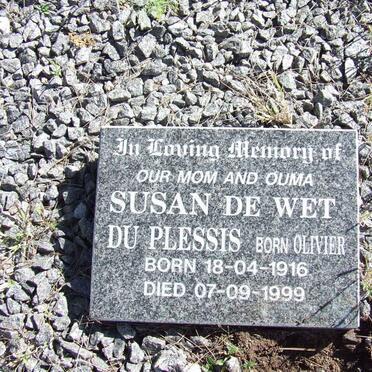 In Loving Memory of
OUR MOM AND OUMA
SUSAN DE WET
DU PLESSIS BORN OLIVIER
BORN 18-04-1916
DIED 07-09-1999